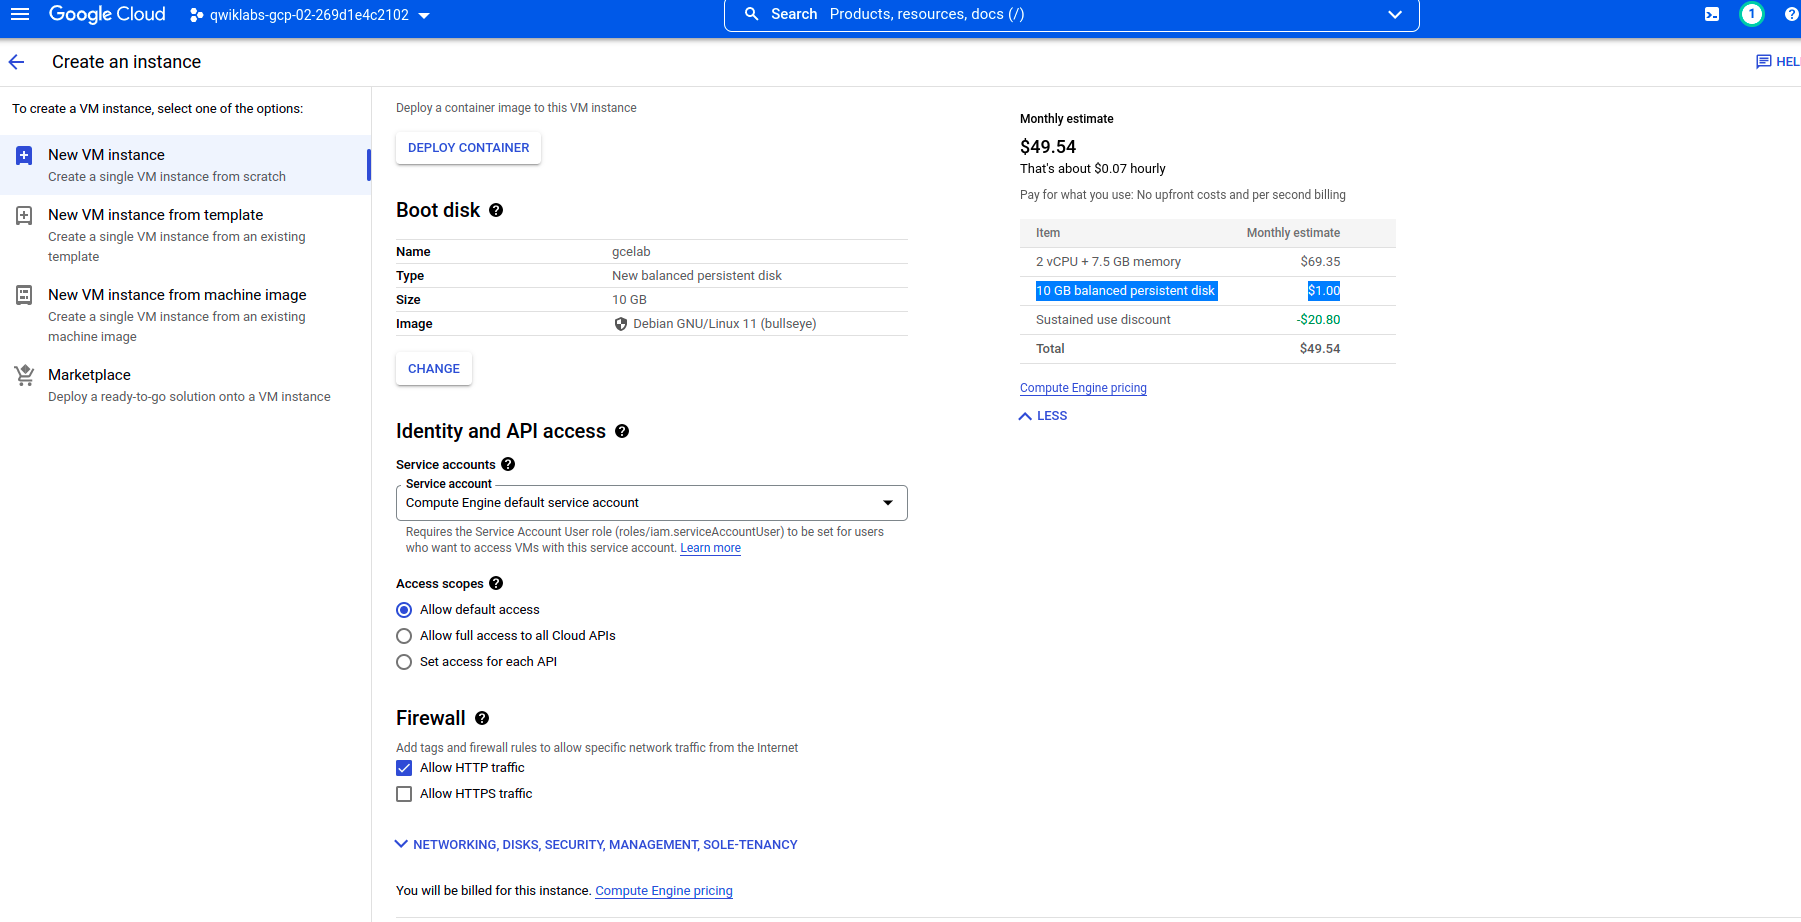 Google Cloud
qwiklabs-gcp-02-269d1e4c2102
Search Products, resources, docs (/)
1
?
Create an instance
HEL
To create a VM instance, select one of the options:
New VM instance
Create a single VM instance from scratch
New VM instance from template
Create a single VM instance from an existing
template
New VM instance from machine image
Create a single VM instance from an existing
machine image
Marketplace
Deploy a ready-to-go solution onto a VM instance
Deploy a container image to this VM instance
DEPLOY CONTAINER
Boot disk ?
Name gcelab
Type New balanced persistent disk
Size 10 GB
Image Debian GNU/Linux 11 (bullseye)
CHANGE
Identity and API access ?
Service accounts ?
Service account
Compute Engine default service account
Requires the Service Account User role (roles/iam.serviceAccountUser) to be set for users
who want to access VMs with this service account. Learn more
Access scopes ?
Allow default access
Allow full access to all Cloud APIs
Set access for each API
Firewall ?
Add tags and firewall rules to allow specific network traffic from the Internet
Allow HTTP traffic
Allow HTTPS traffic
NETWORKING, DISKS, SECURITY, MANAGEMENT, SOLE-TENANCY
You will be billed for this instance. Compute Engine pricing
Monthly estimate
$49.54
That's about $0.07 hourly
Pay for what you use: No upfront costs and per second billing
Item Monthly estimate
2 vCPU + 7.5 GB memory $69.35
10 GB balanced persistent disk $1.00
Sustained use discount -$20.80
Total $49.54
Compute Engine pricing
LESS